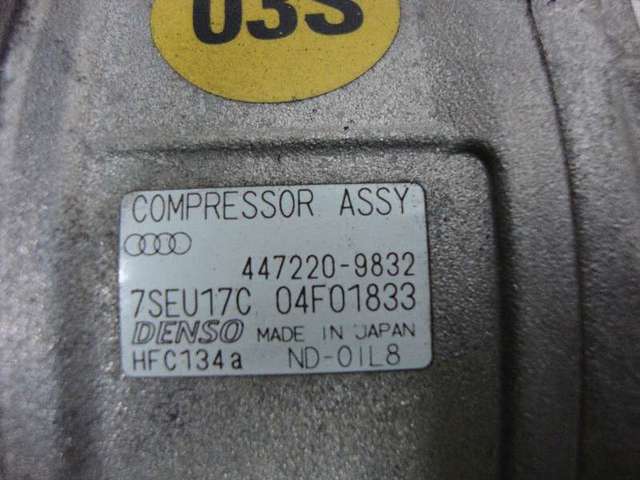 03S
COMPRESSOR ASSY
447220-9832
7SEU17C 04F01833
DENSO MADE IN JAPAN
HFC134a ND-OIL8